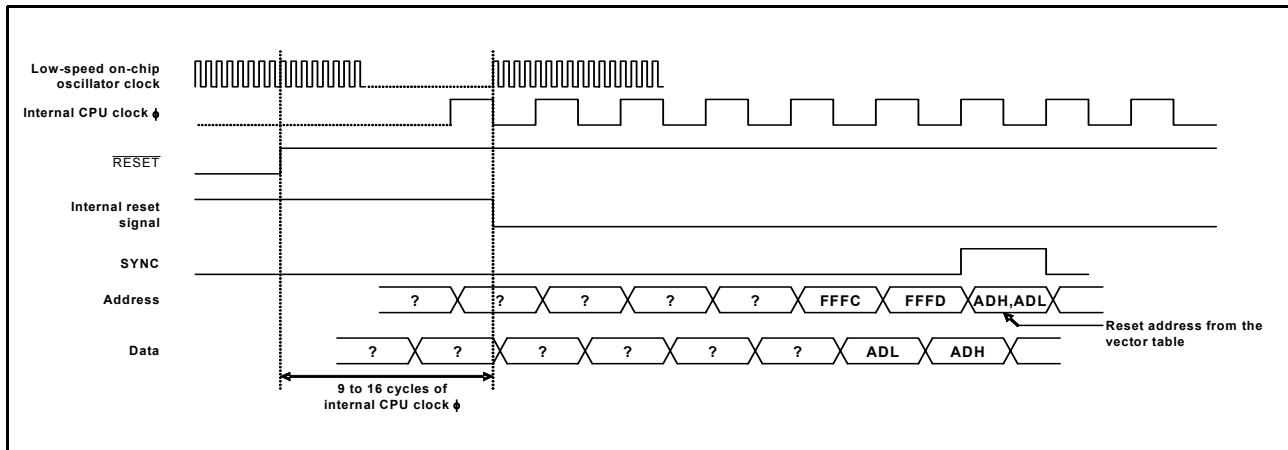 Low-speed on-chip
oscillator clock
Internal CPU clock ϕ
RESET
Internal reset
signal
SYNC
Address
? ? ? ? ? FFFC FFFD ADH,ADL
Reset address from the
vector table
Data
? ? ? ? ? ? ADL ADH
9 to 16 cycles of
internal CPU clock ϕ